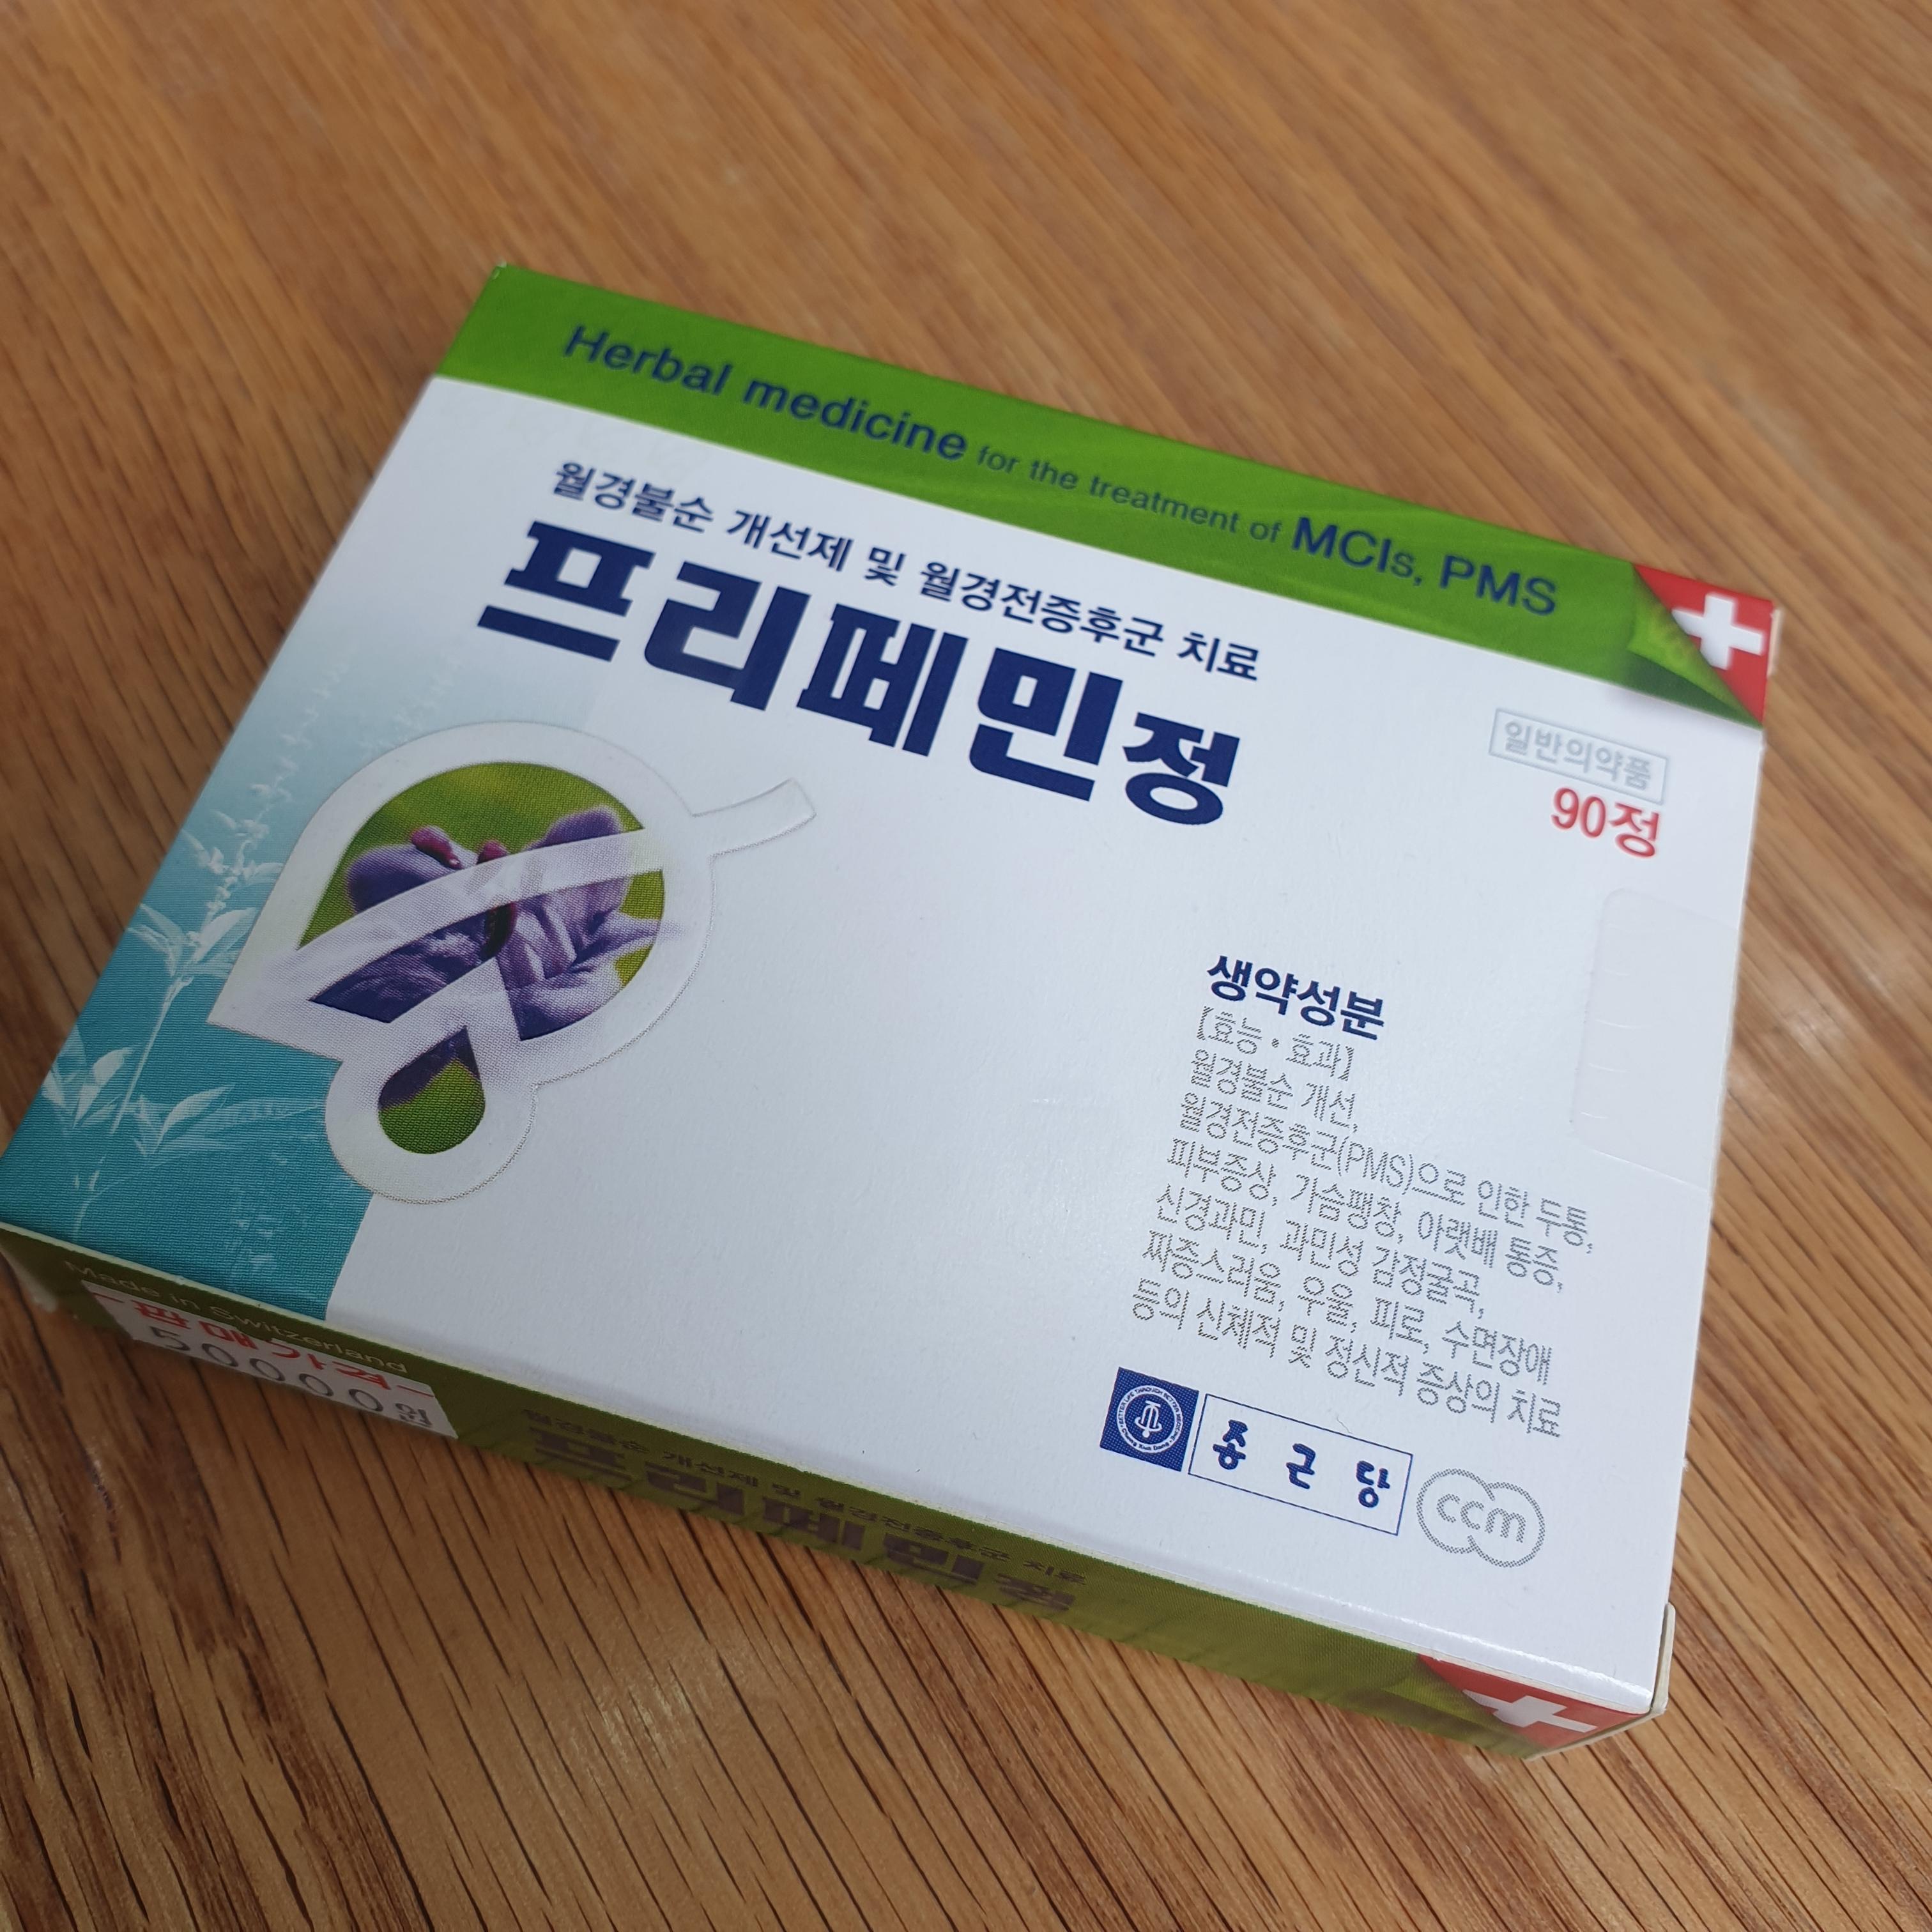 Herbal medicine for the treatment of MCIs, PMS
월경불순 개선제 및 월경전증후군 치료
프리페민정
일반의약품
90정
생약성분
【효능•효과】
월경불순 개선,
월경전증후군(PMS)으로 인한 두통,
피부증상, 가슴팽창, 아랫배 통증,
신경과민, 과민성 감정굴곡,
짜증스러움, 우울, 피로, 수면장애
등의 신체적 및 정신적 증상의 치료
종근당
ccm
Made in Switzerland
판매가격
50000원
월경불순 개선제 및 월경전증후군 치료
프리페민정